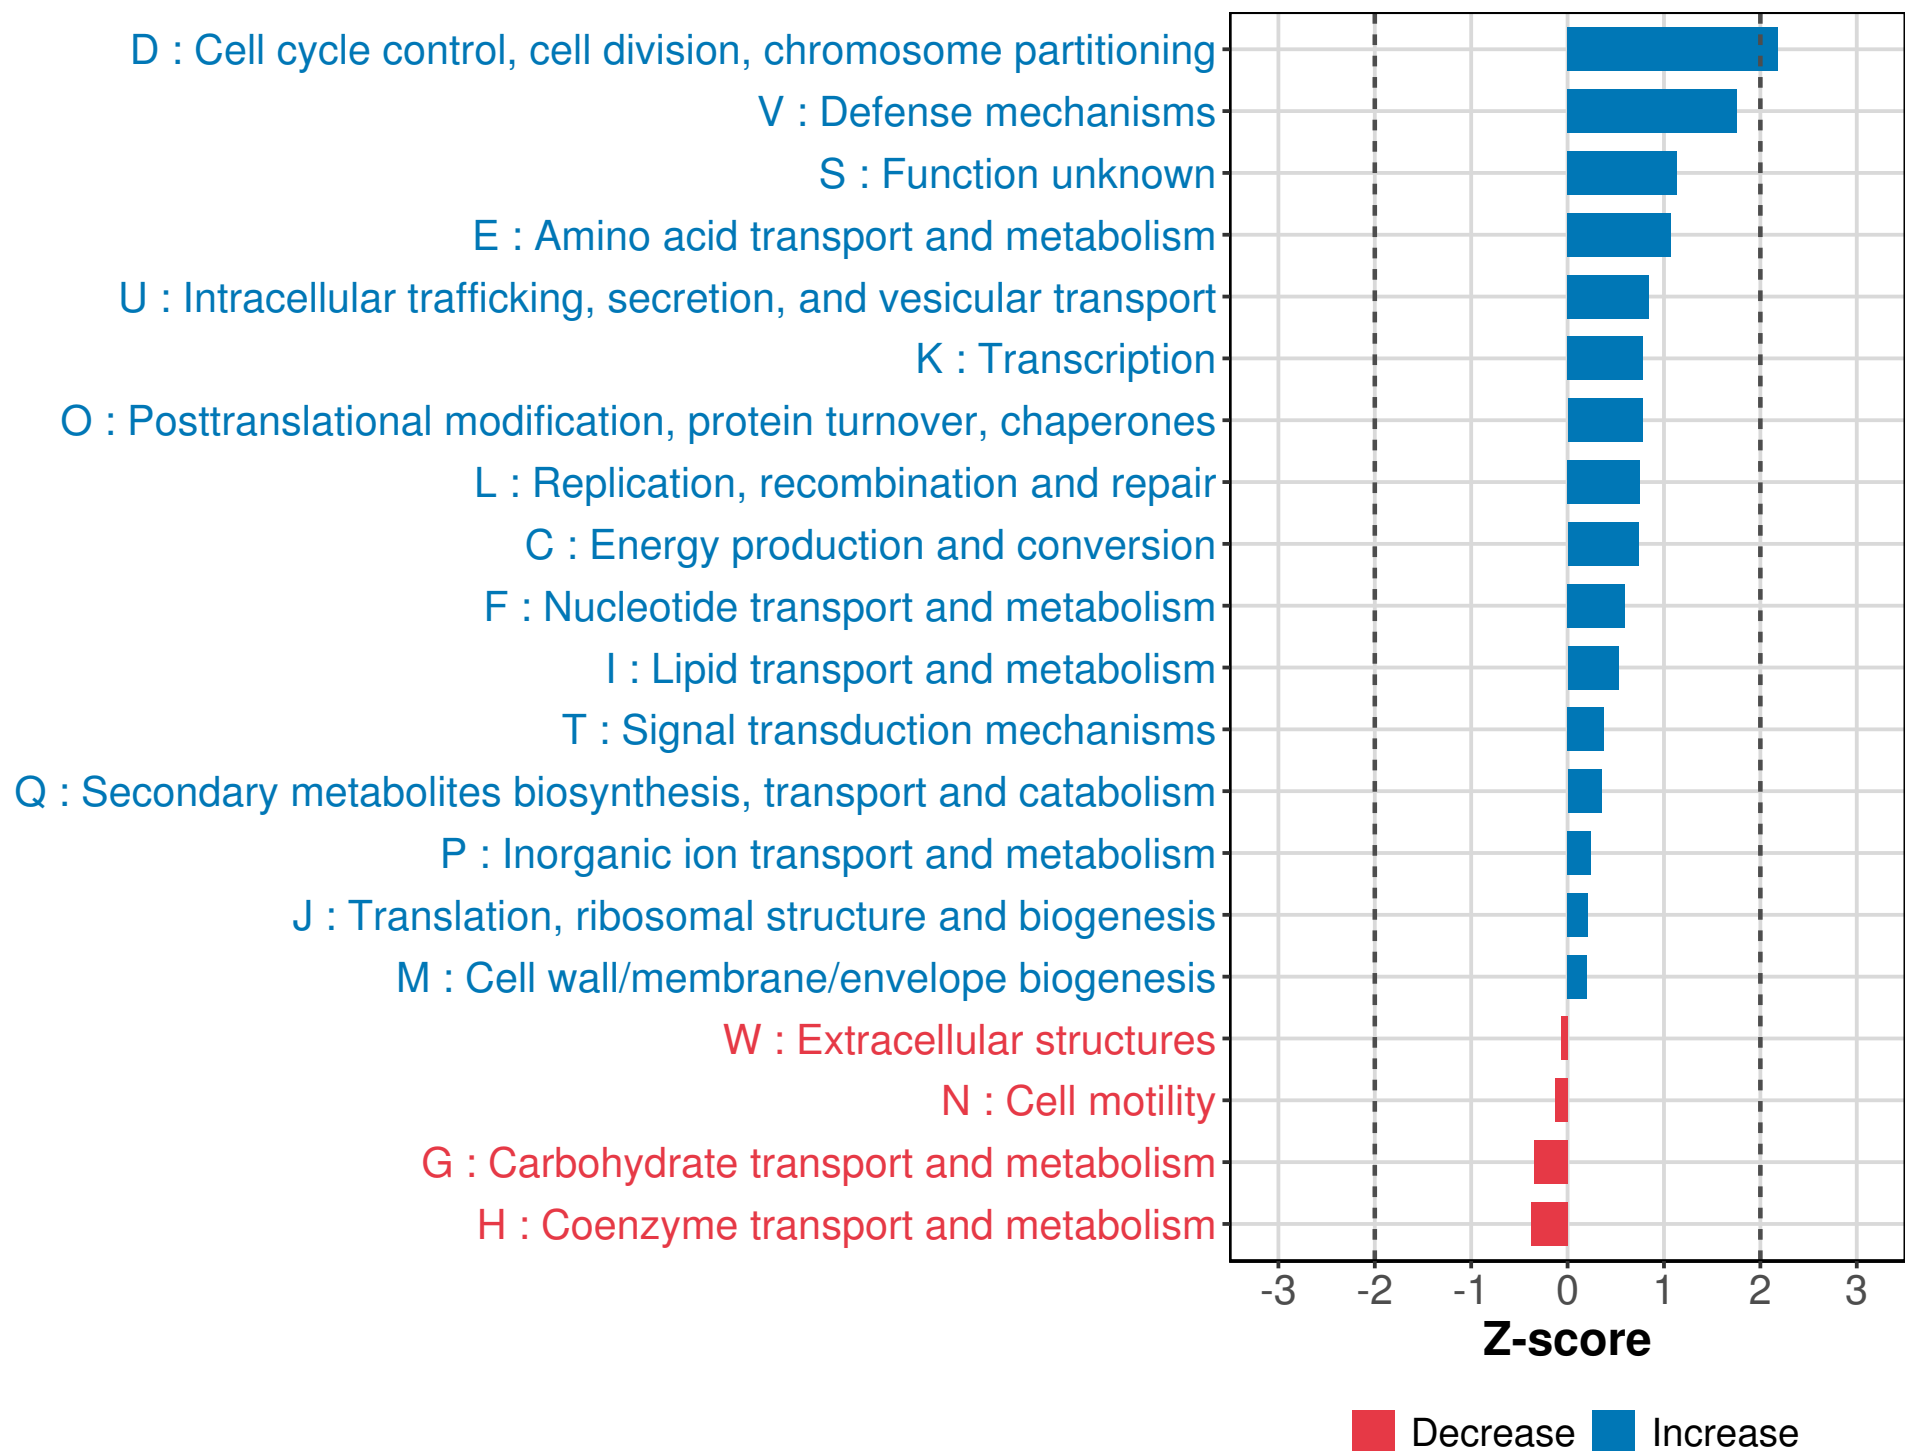 D : Cell cycle control, cell division, chromosome partitioning
V : Defense mechanisms
S : Function unknown
E : Amino acid transport and metabolism
U : Intracellular trafficking, secretion, and vesicular transport
K : Transcription
O : Posttranslational modification, protein turnover, chaperones
L : Replication, recombination and repair
C : Energy production and conversion
F : Nucleotide transport and metabolism
I : Lipid transport and metabolism
T : Signal transduction mechanisms
Q : Secondary metabolites biosynthesis, transport and catabolism
P : Inorganic ion transport and metabolism
J : Translation, ribosomal structure and biogenesis
M : Cell wall/membrane/envelope biogenesis
W : Extracellular structures
N : Cell motility
G : Carbohydrate transport and metabolism
H : Coenzyme transport and metabolism
-3 -2 -1 0 1 2 3
Z-score
Decrease Increase